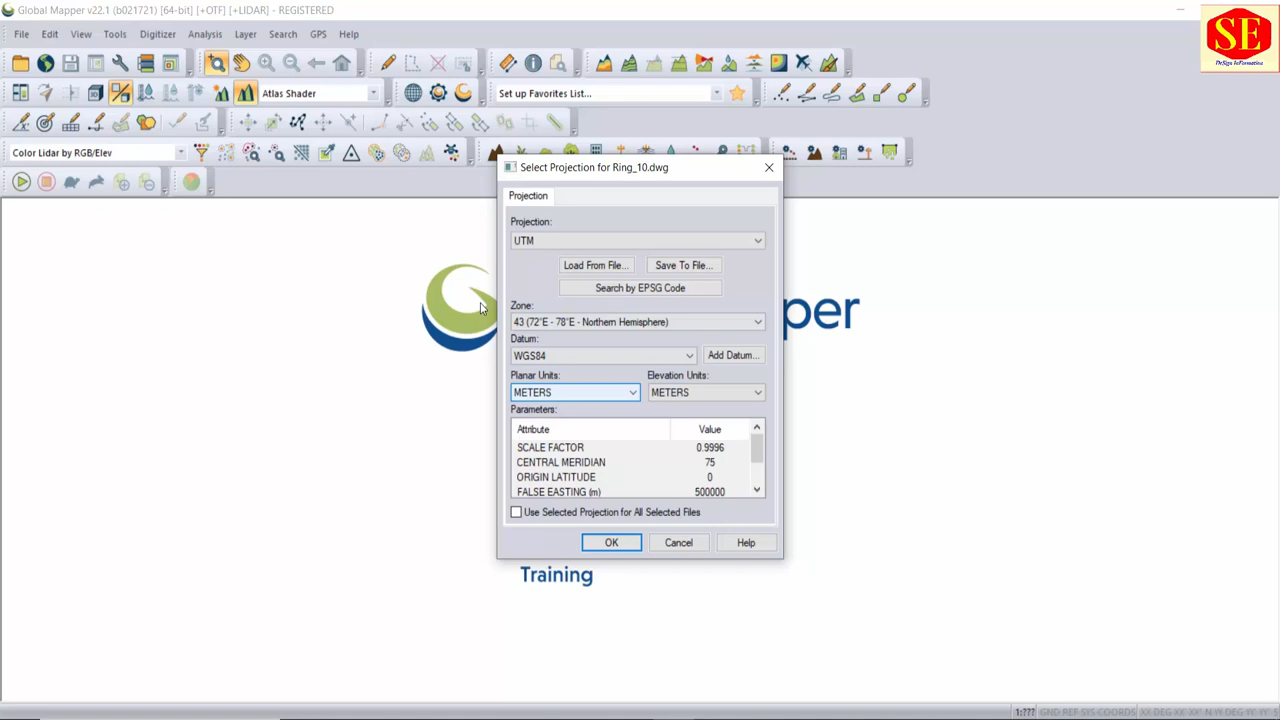 Global Mapper v22.1 (b021721) [64-bit] [+OTF] [+LIDAR] - REGISTERED
SE
DeSign InFormative
File Edit View Tools Digitizer Analysis Layer Search GPS Help
Atlas Shader
Set up Favorites List...
Color Lidar by RGB/Elev
Select Projection for Ring_10.dwg
Projection
Projection:
UTM
Load From File... Save To File...
Search by EPSG Code
Zone:
43 (72°E - 78°E - Northern Hemisphere)
Datum:
WGS84 Add Datum...
Planar Units: Elevation Units:
METERS METERS
Parameters:
Attribute Value
SCALE FACTOR 0.9996
CENTRAL MERIDIAN 75
ORIGIN LATITUDE 0
FALSE EASTING (m) 500000
Use Selected Projection for All Selected Files
OK Cancel Help
per
Training
1:???